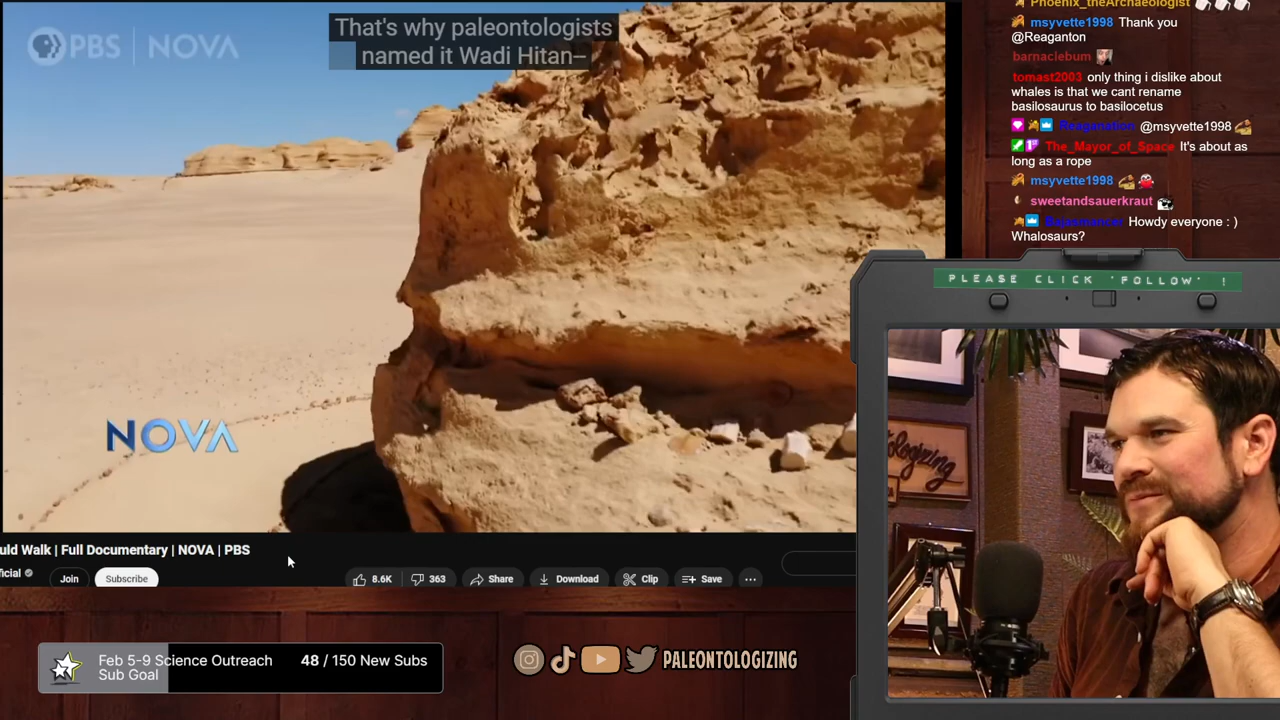 PBS | NOVA
That's why paleontologists
named it Wadi Hitan–
NOVA
uld Walk | Full Documentary | NOVA | PBS
ficial
Join
Subscribe
8.6K
363
Share
Download
Clip
Save
Feb 5-9 Science Outreach
Sub Goal
48 / 150 New Subs
PALEONTOLOGIZING
Phoenix_theArchaeologist
msyvette1998 Thank you
@Reaganton
barnaclebum
tomast2003 only thing i dislike about
whales is that we cant rename
basilosaurus to basilocetus
@msyvette1998
The_Mayor_of_Space It's about as
long as a rope
msyvette1998
sweetandsauerkraut
Howdy everyone : )
Whalosaurs?
PLEASE CLICK 'FOLLOW' !
ologizing